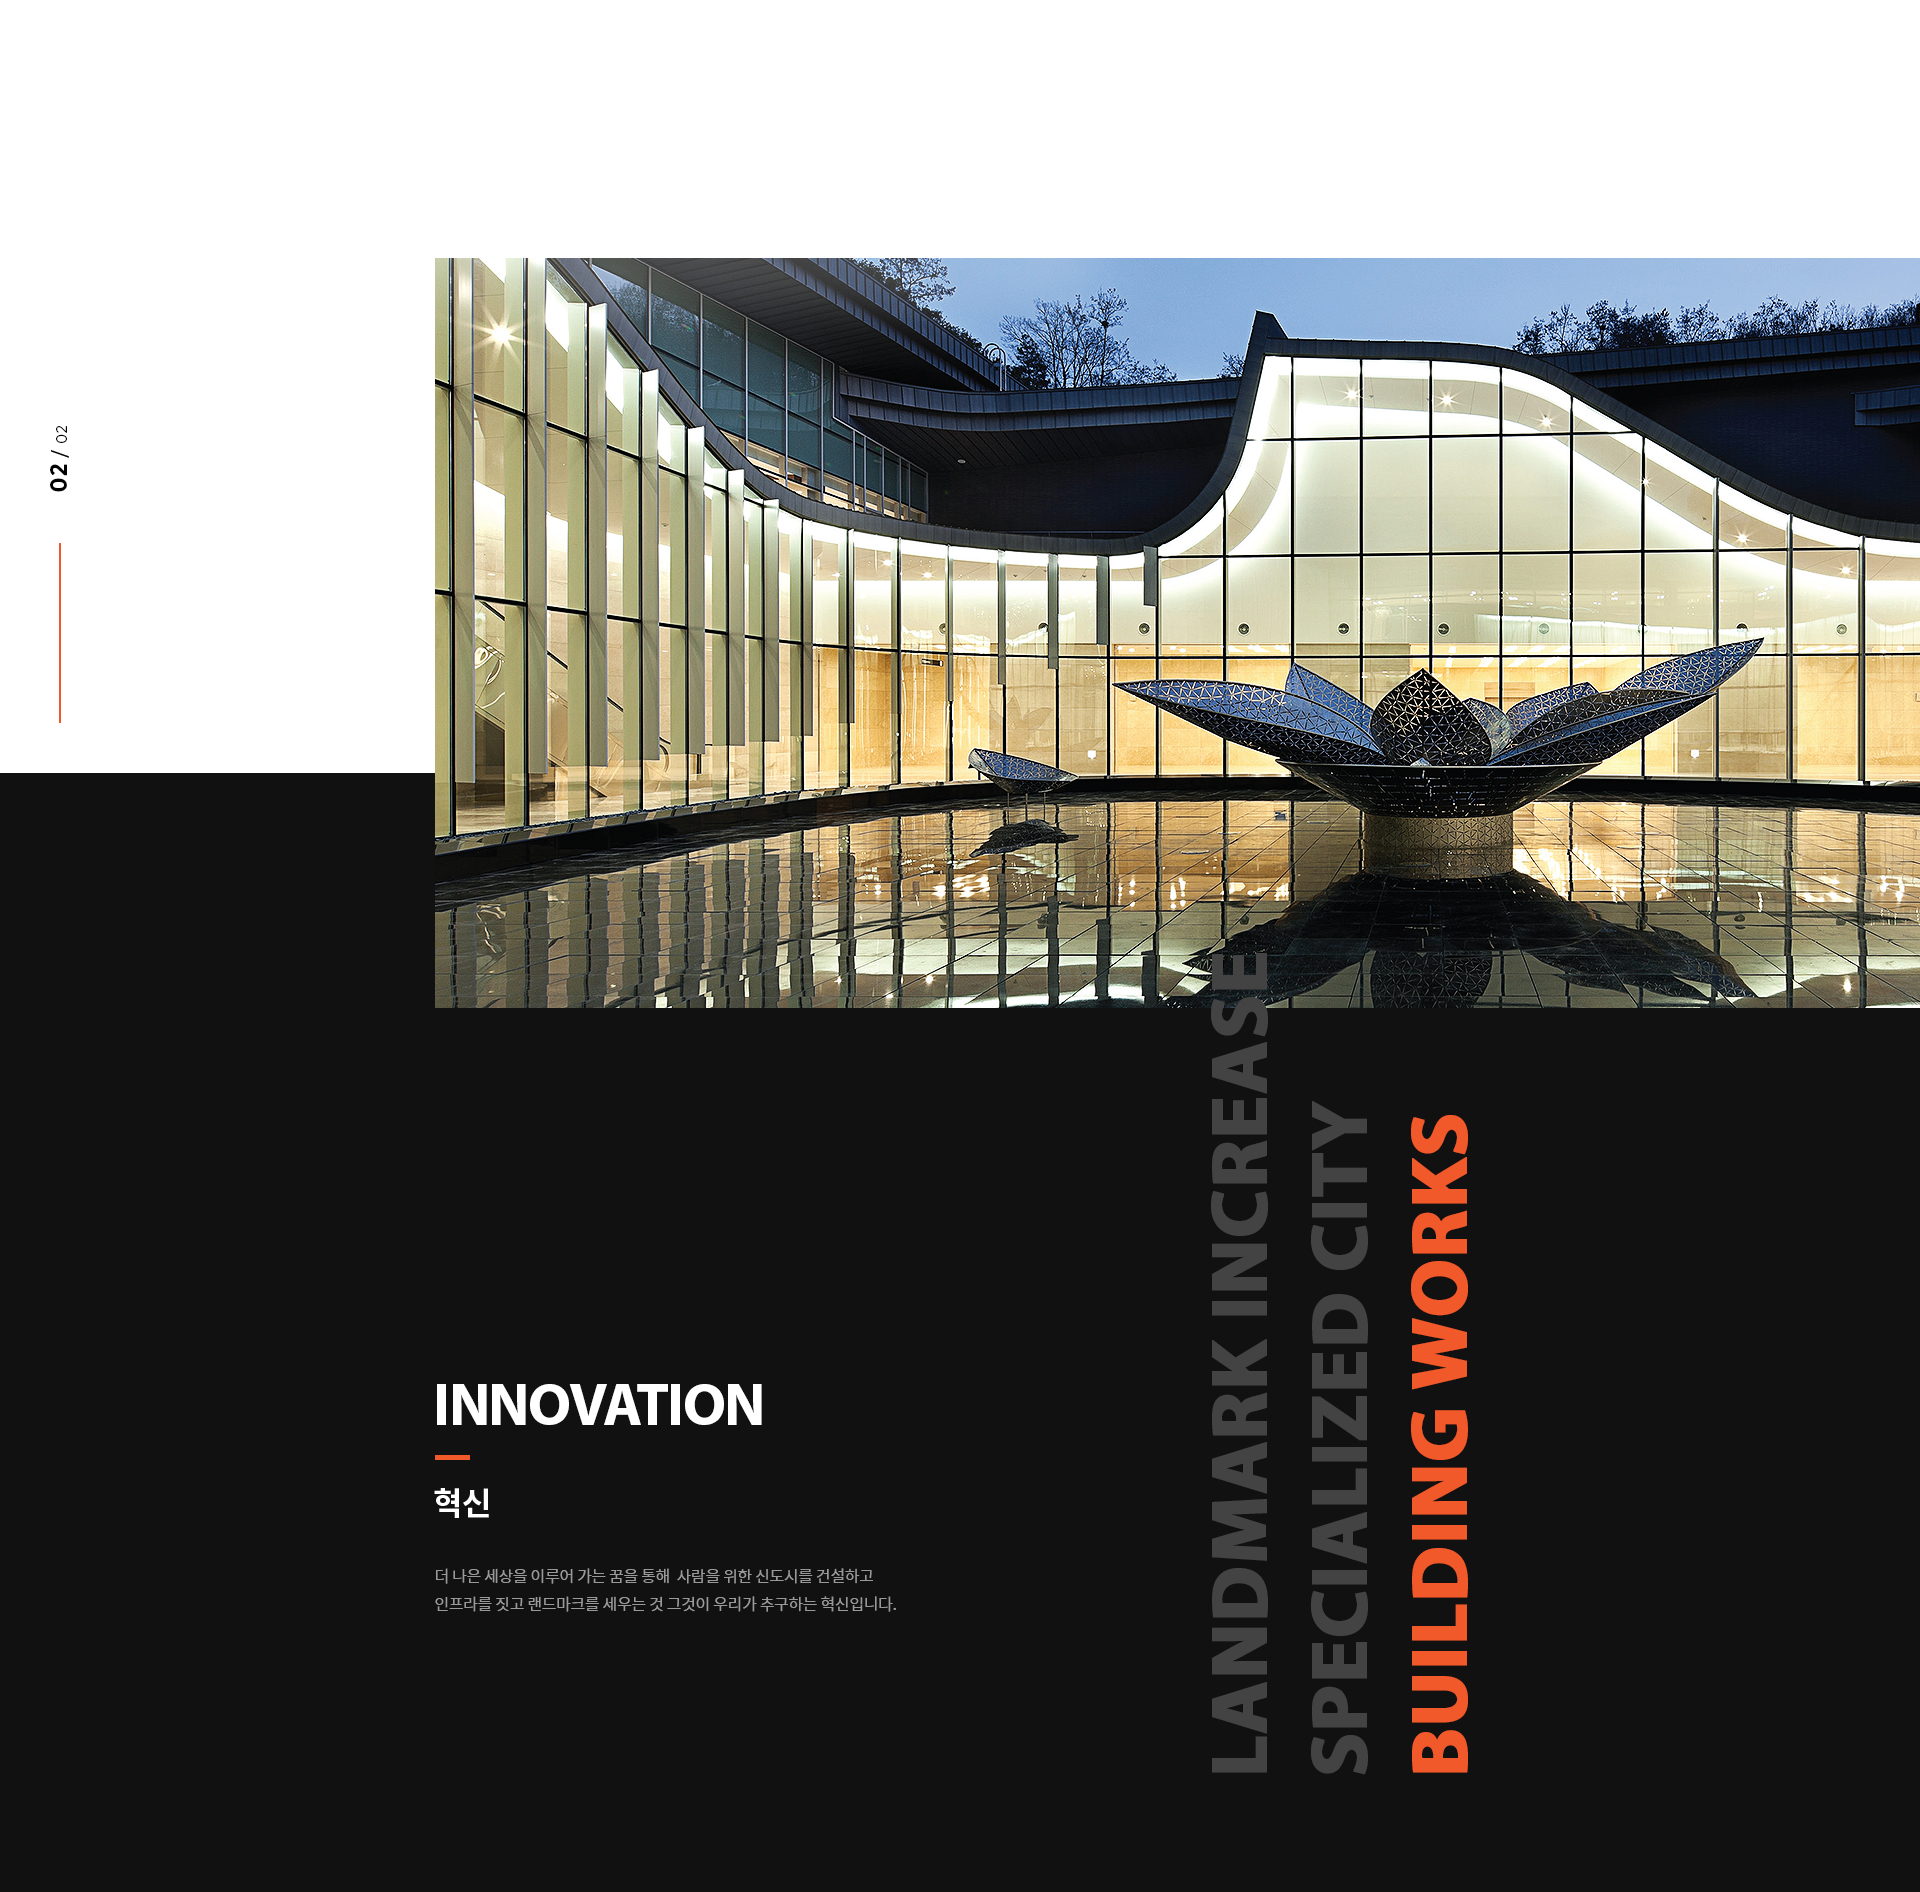 02 / 02
INNOVATION
혁신
더 나은 세상을 이루어 가는 꿈을 통해 사람을 위한 신도시를 건설하고
인프라를 짓고 랜드마크를 세우는 것 그것이 우리가 추구하는 혁신입니다.
LANDMARK INCREASE
SPECIALIZED CITY
BUILDING WORKS